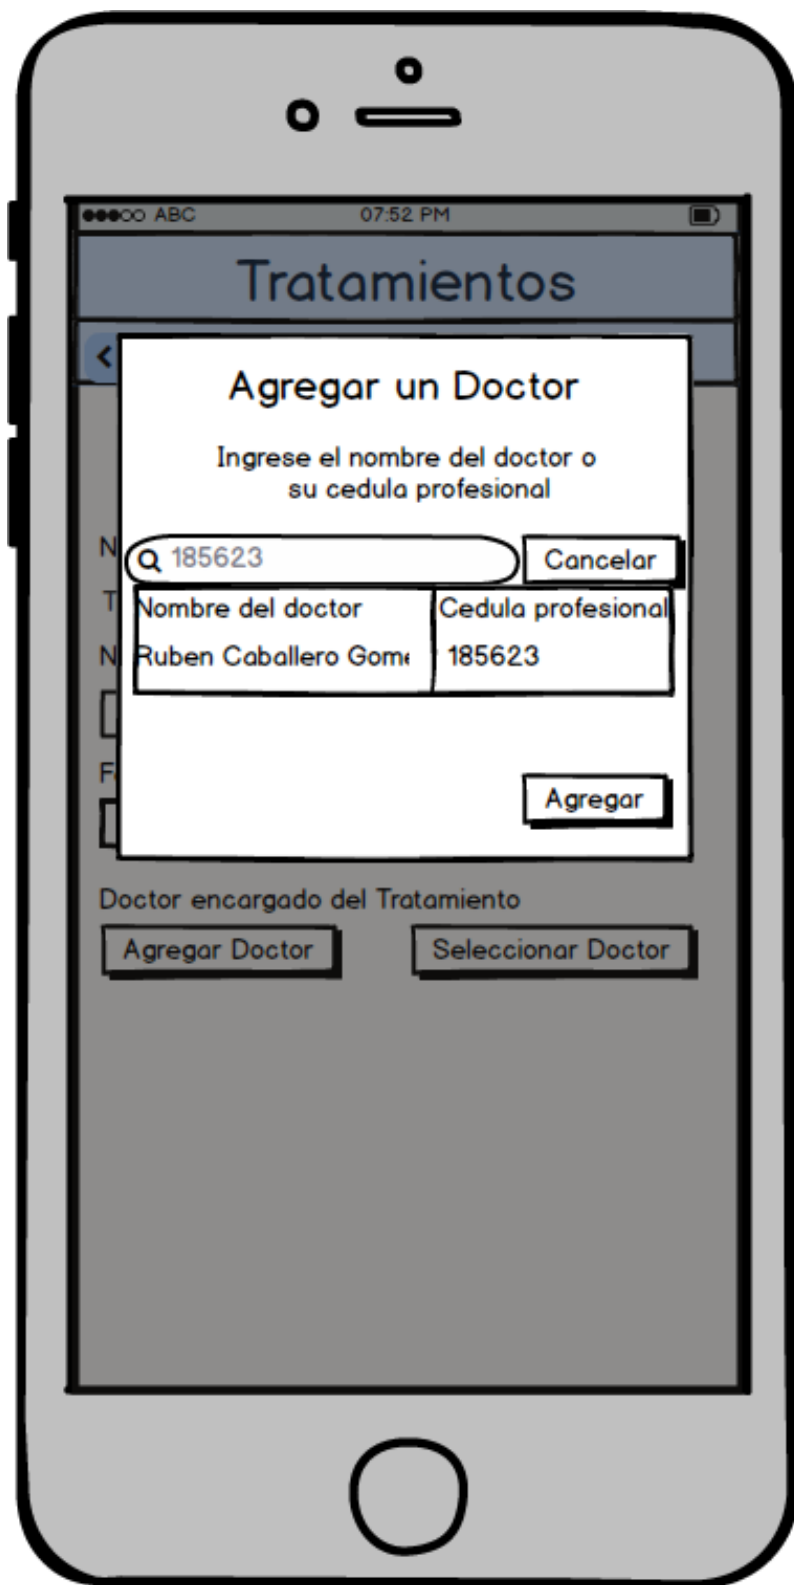 ABC 07:52 PM
Tratamientos
Agregar un Doctor
Ingrese el nombre del doctor o
su cedula profesional
185623 Cancelar
Nombre del doctor Cedula profesional
Ruben Caballero 185623
Agregar
Doctor encargado del Tratamiento
Agregar Doctor Seleccionar Doctor